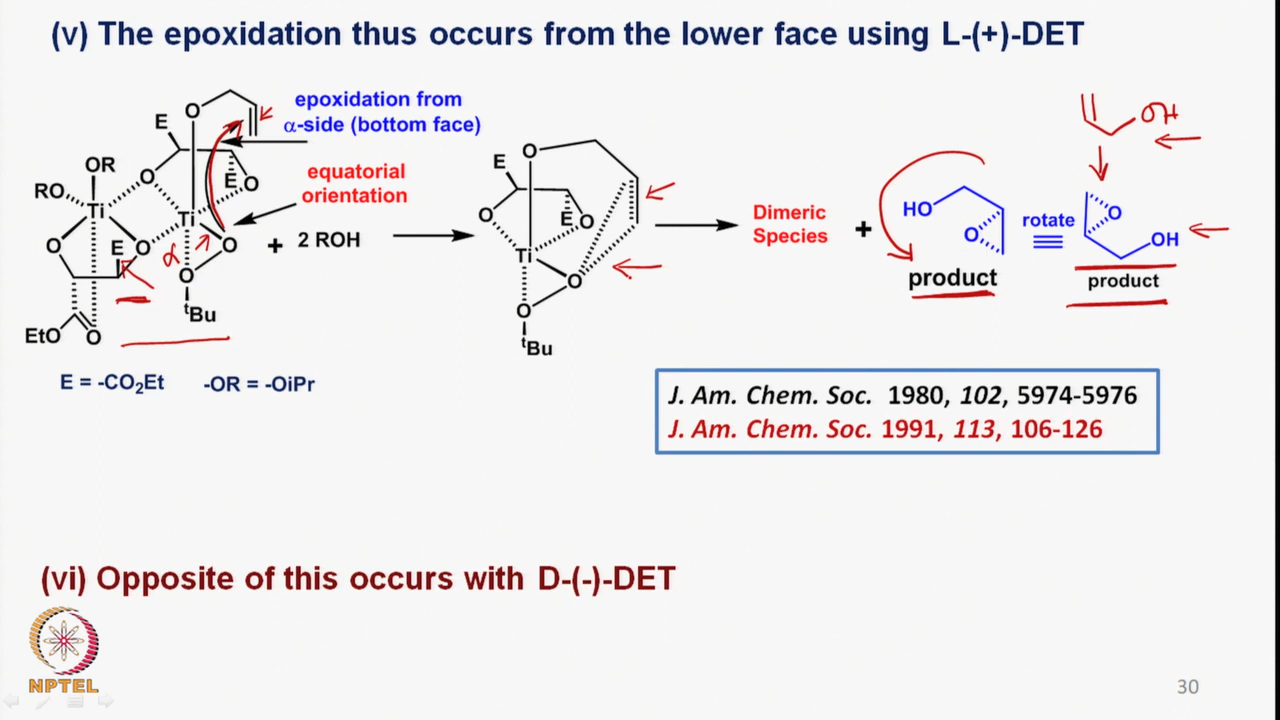 (v) The epoxidation thus occurs from the lower face using L-(+)-DET
epoxidation from
α-side (bottom face)
equatorial
orientation
E
O
OR
RO
O
E
O
Ti
Ti
O
E
O
O
α
O
tBu
EtO
O
+ 2 ROH
E
O
O
E
O
Ti
O
O
tBu
Dimeric
Species
+
HO
O
product
rotate
OH
O
OH
product
E = -CO2Et -OR = -OiPr
J. Am. Chem. Soc. 1980, 102, 5974-5976
J. Am. Chem. Soc. 1991, 113, 106-126
(vi) Opposite of this occurs with D-(-)-DET
NPTEL
30